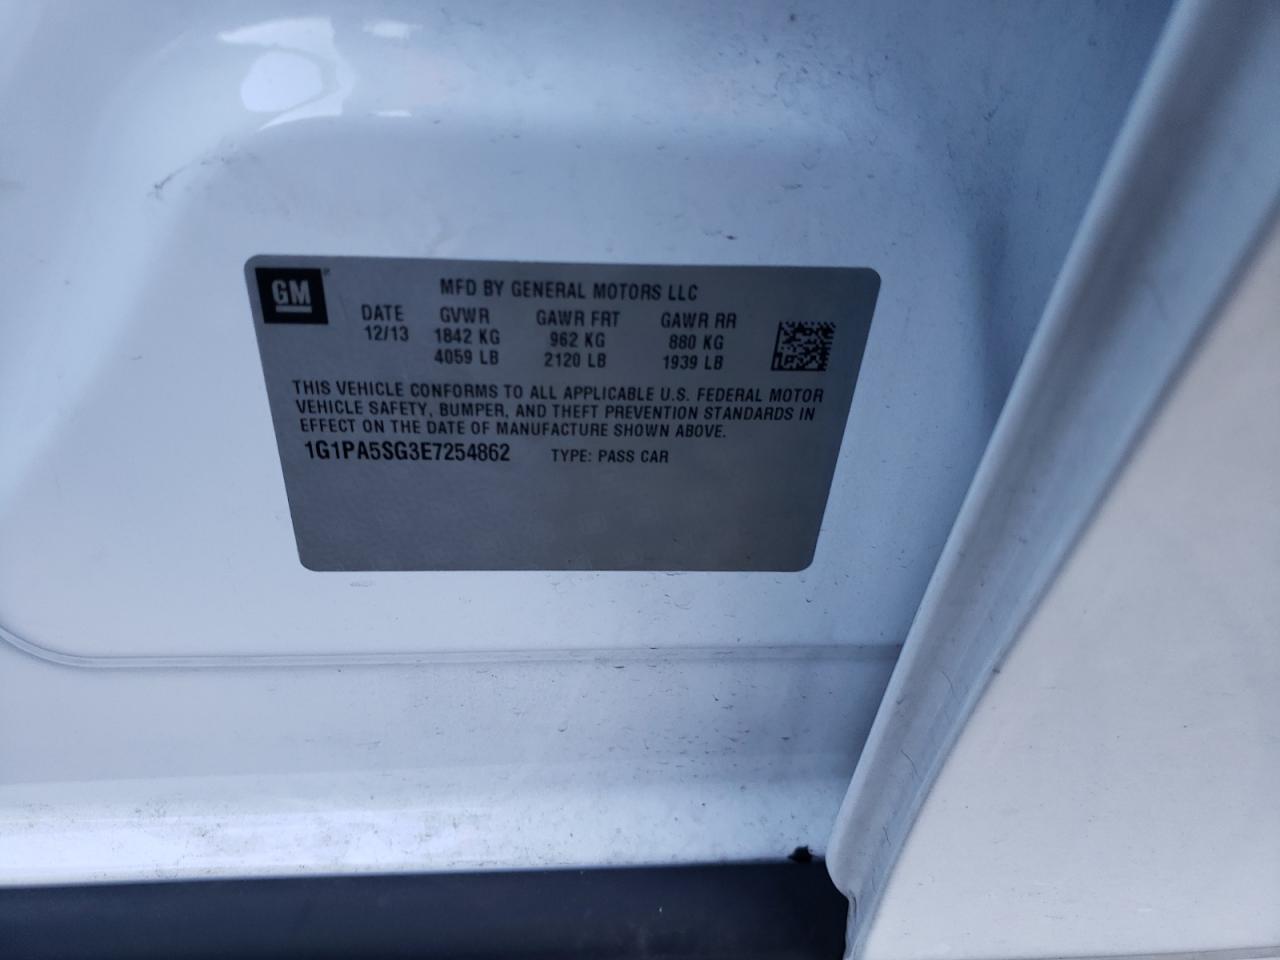 GM
MFD BY GENERAL MOTORS LLC
DATE GVWR GAWR FRT GAWR RR
12/13 1842 KG 962 KG 880 KG
4059 LB 2120 LB 1939 LB
THIS VEHICLE CONFORMS TO ALL APPLICABLE U.S. FEDERAL MOTOR
VEHICLE SAFETY, BUMPER, AND THEFT PREVENTION STANDARDS IN
EFFECT ON THE DATE OF MANUFACTURE SHOWN ABOVE.
1G1PA5SG3E7254862 TYPE: PASS CAR